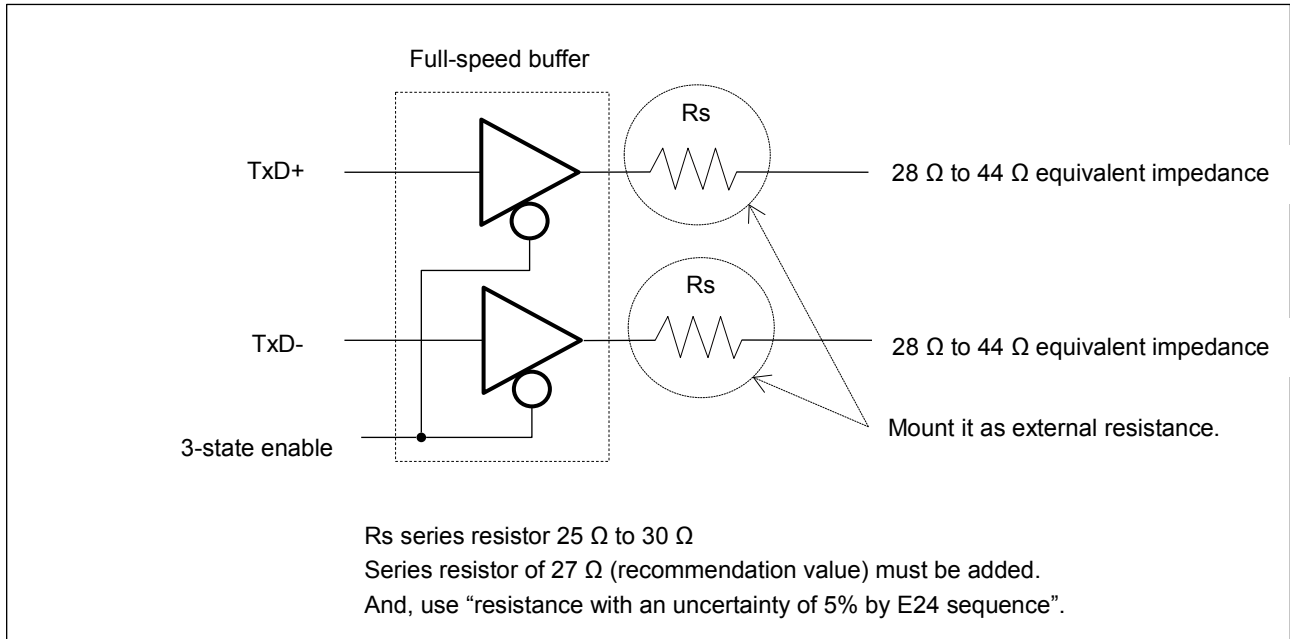 Full-speed buffer
Rs
TxD+
28 Ω to 44 Ω equivalent impedance
Rs
TxD-
28 Ω to 44 Ω equivalent impedance
Mount it as external resistance.
3-state enable
Rs series resistor 25 Ω to 30 Ω
Series resistor of 27 Ω (recommendation value) must be added.
And, use “resistance with an uncertainty of 5% by E24 sequence”.